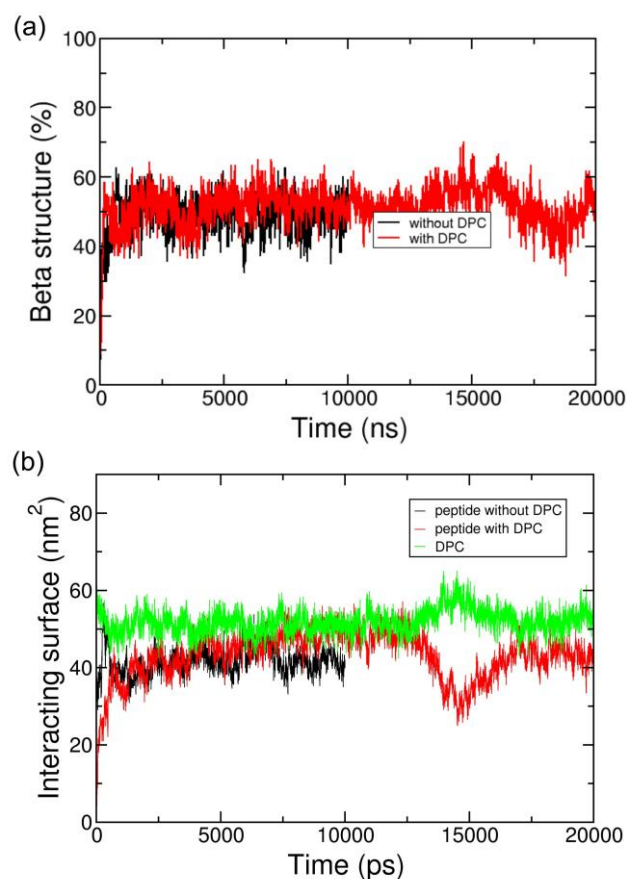 (a)
100
80
60
40
20
0
Beta structure (%)
without DPC
with DPC
0 5000 10000 15000 20000
Time (ns)
(b)
80
60
40
20
0
Interacting surface (nm²)
peptide without DPC
peptide with DPC
DPC
0 5000 10000 15000 20000
Time (ps)